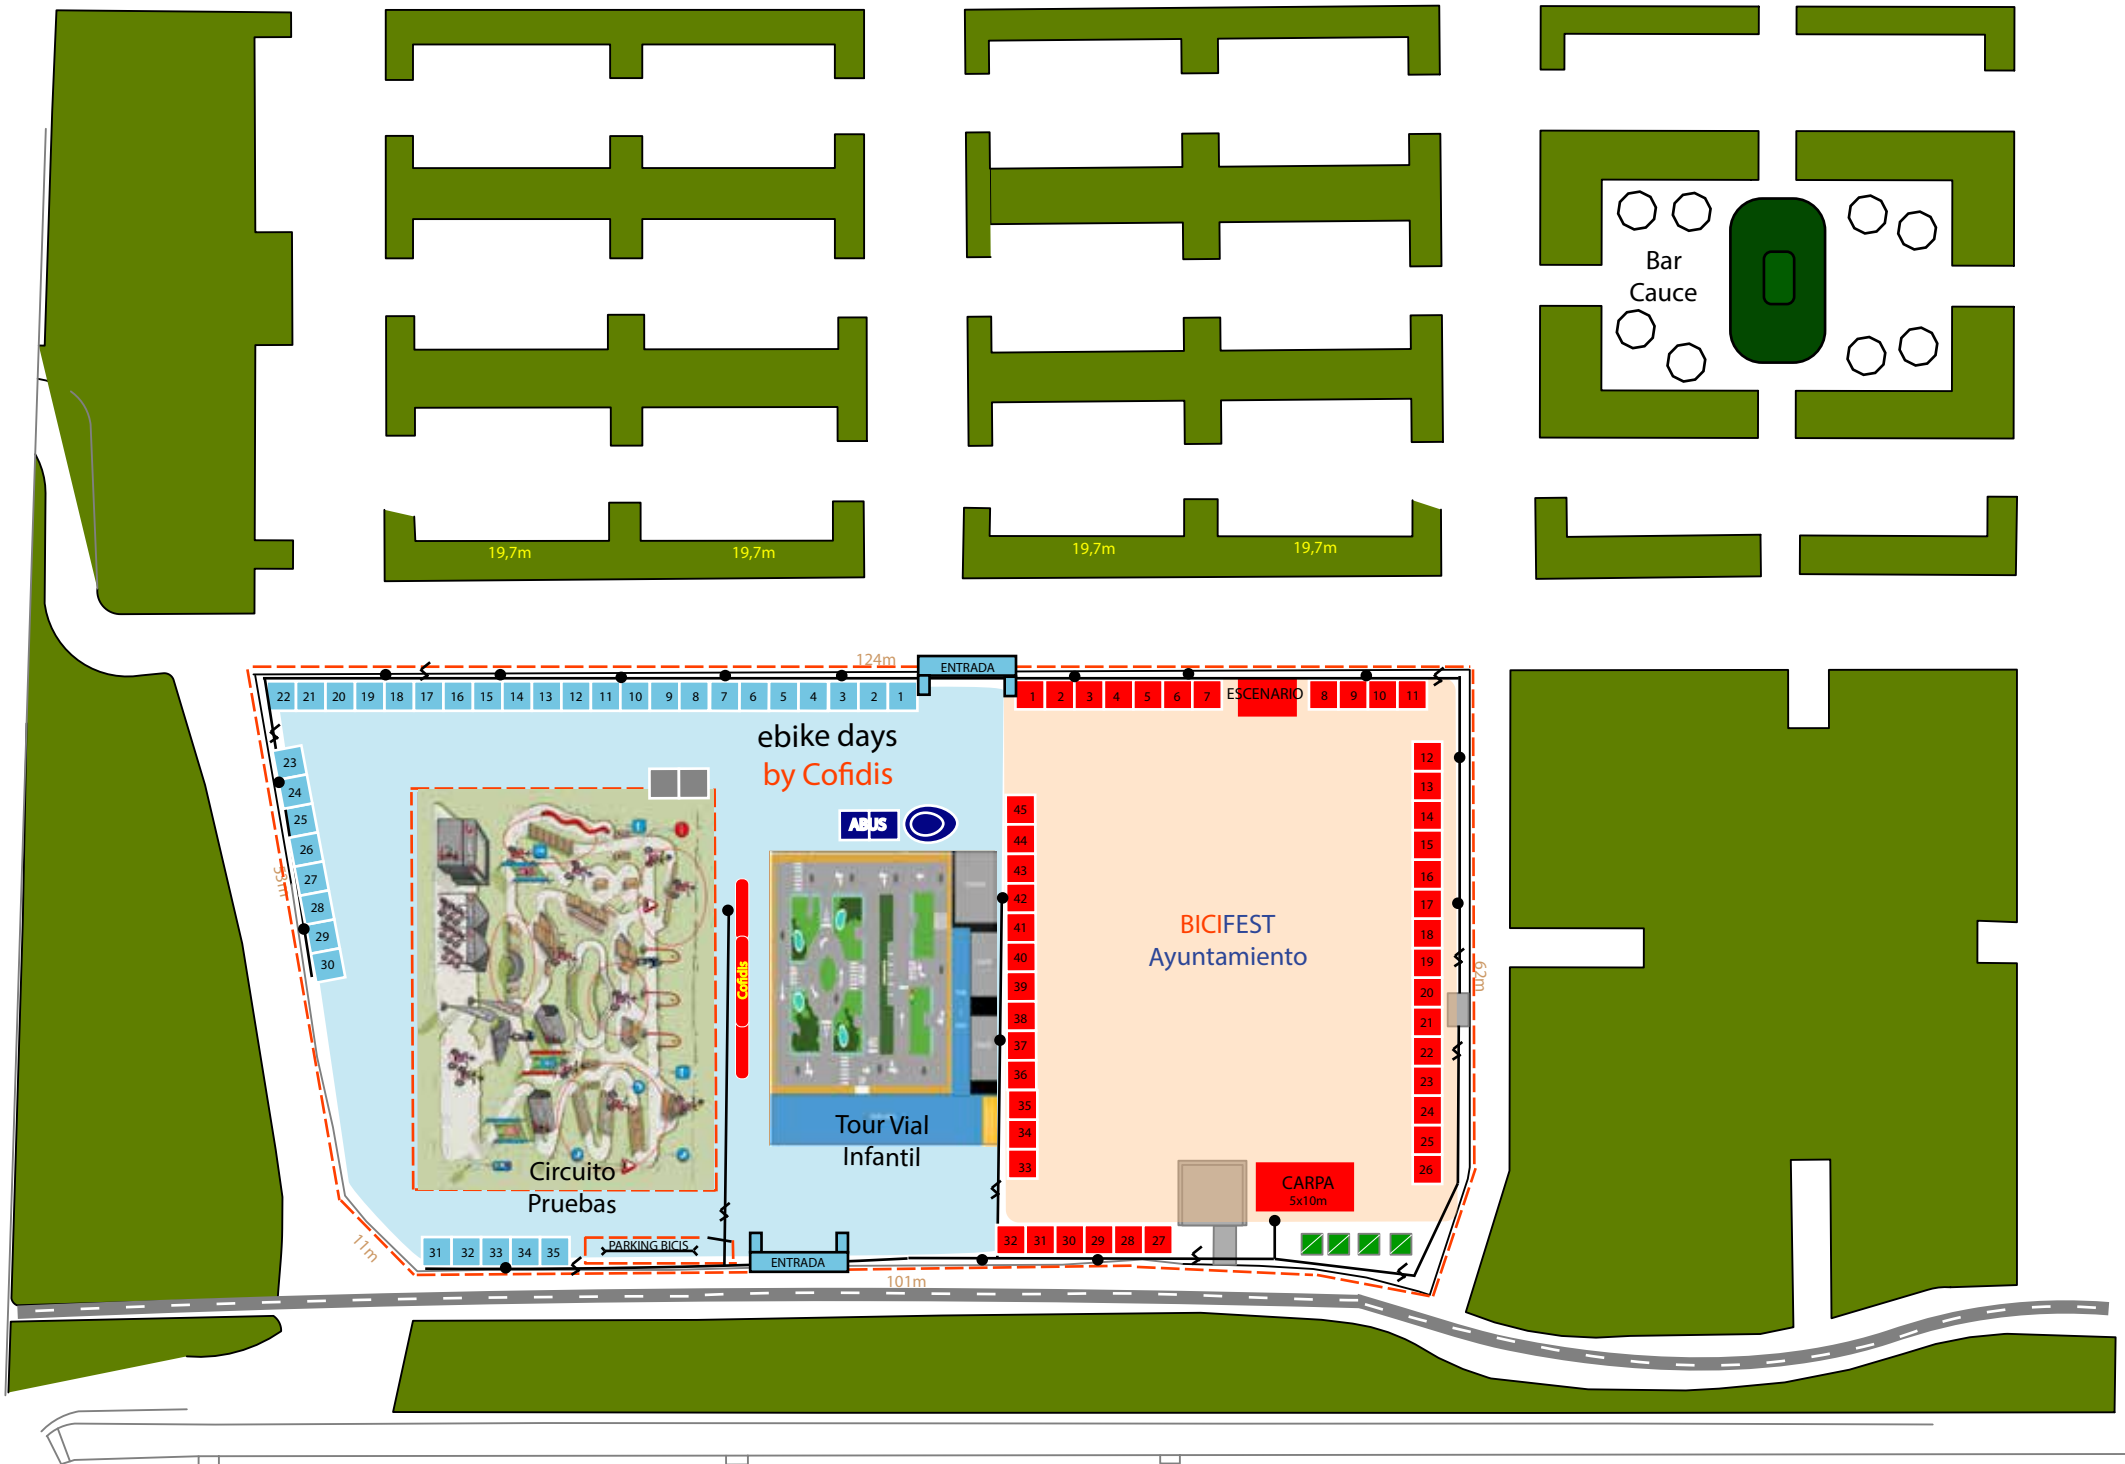 Bar
Cauce
19,7m
19,7m
19,7m
19,7m
124m
ENTRADA
22 21 20 19 18 17 16 15 14 13 12 11 10 9 8 7 6 5 4 3 2 1
1 2 3 4 5 6 7
ESCENARIO
8 9 10 11
ebike days
by Cofidis
ABUS
23
24
25
26
27
28
29
30
53m
Cofidis
45
44
43
42
41
40
39
38
37
36
35
34
33
BICIFEST
Ayuntamiento
12
13
14
15
16
17
18
19
20
21
22
23
24
25
26
62m
Tour Vial
Infantil
Circuito
Pruebas
CARPA
5x10m
11m
31 32 33 34 35
PARKING BICIS
ENTRADA
32 31 30 29 28 27
101m